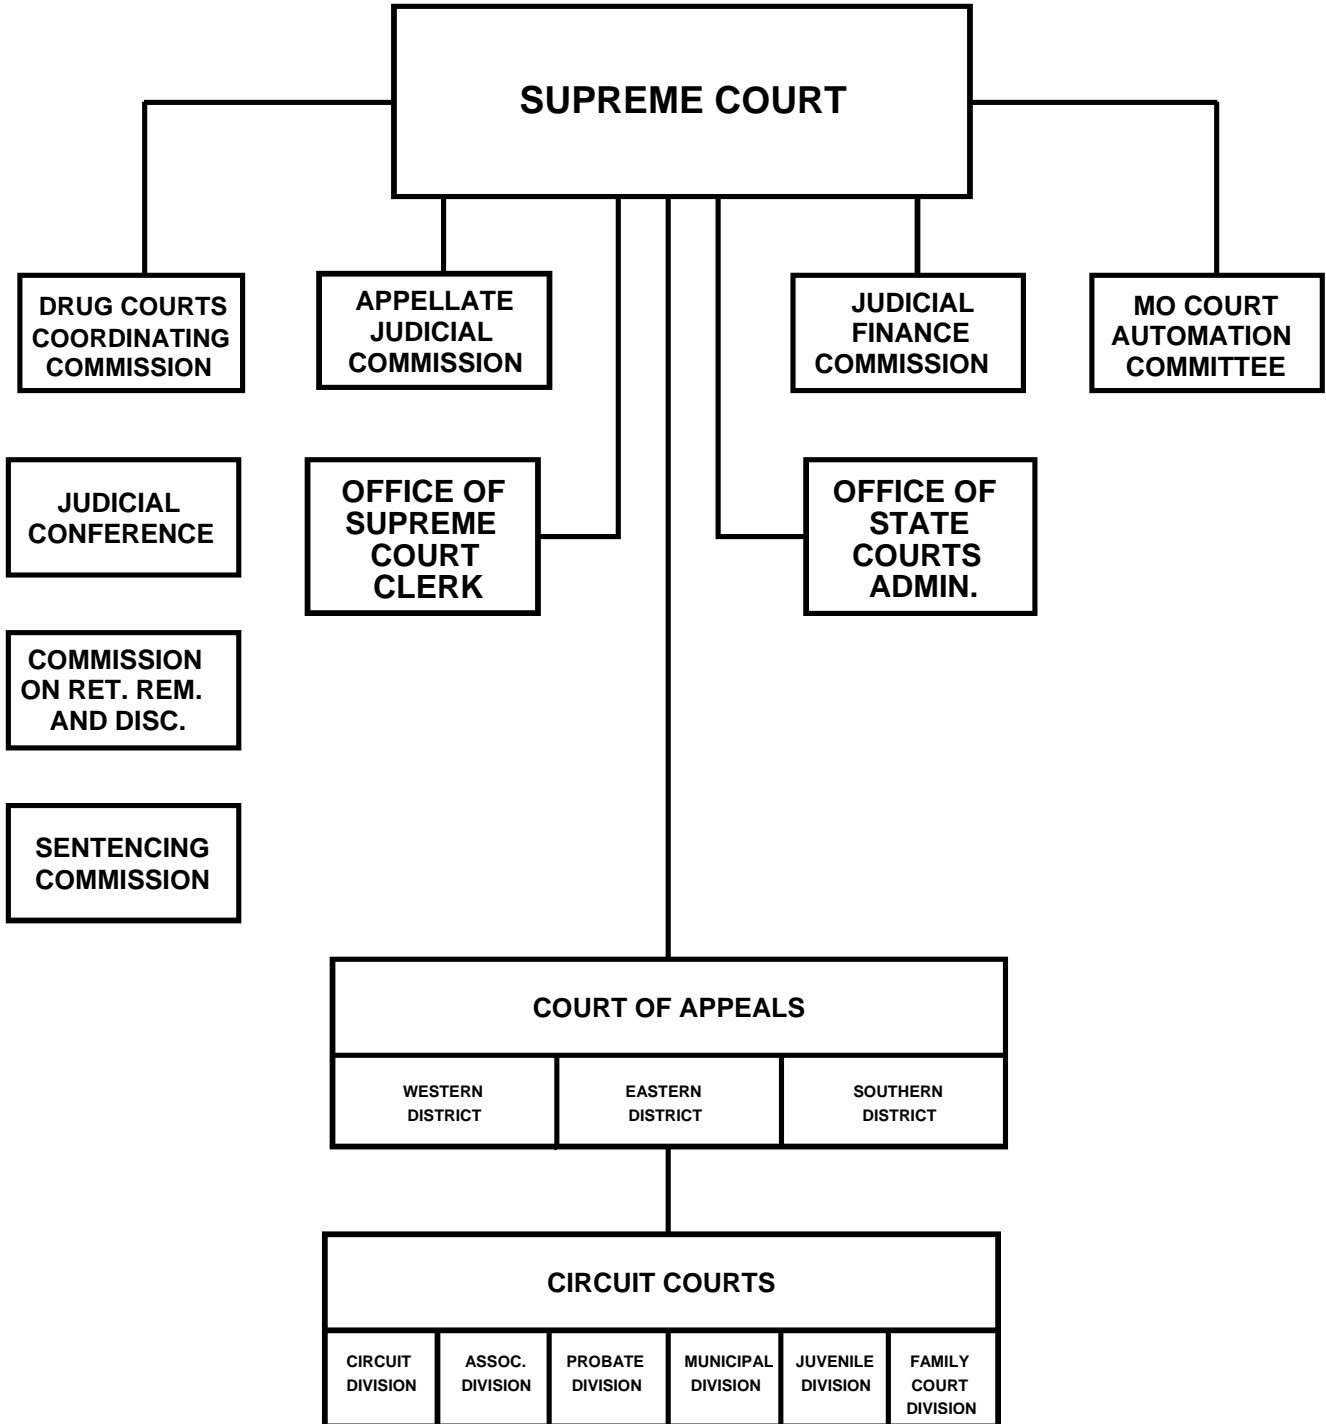 SUPREME COURT
DRUG COURTS
COORDINATING
COMMISSION
APPELLATE
JUDICIAL
COMMISSION
JUDICIAL
FINANCE
COMMISSION
MO COURT
AUTOMATION
COMMITTEE
JUDICIAL
CONFERENCE
OFFICE OF
SUPREME
COURT
CLERK
OFFICE OF
STATE
COURTS
ADMIN.
COMMISSION
ON RET. REM.
AND DISC.
SENTENCING
COMMISSION
COURT OF APPEALS
WESTERN
DISTRICT
EASTERN
DISTRICT
SOUTHERN
DISTRICT
CIRCUIT COURTS
CIRCUIT
DIVISION
ASSOC.
DIVISION
PROBATE
DIVISION
MUNICIPAL
DIVISION
JUVENILE
DIVISION
FAMILY
COURT
DIVISION